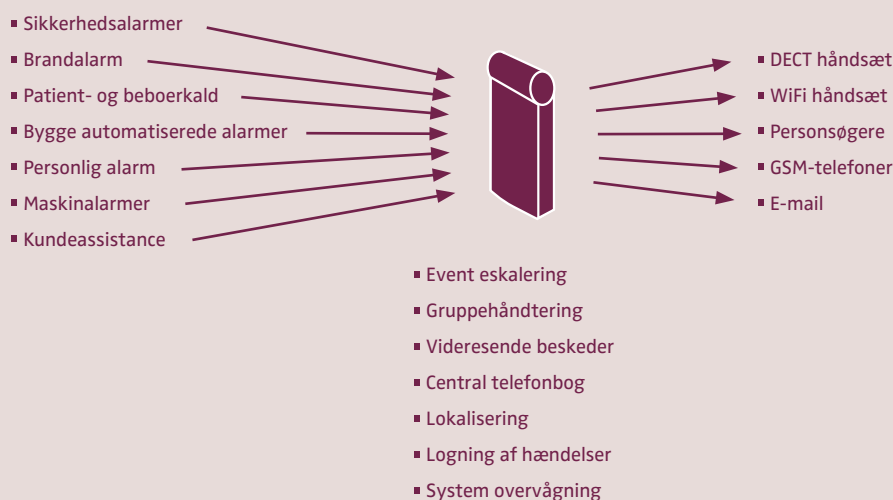 ▪ Sikkerhedsalarmer
▪ Brandalarm
▪ Patient- og beboerkald
▪ Bygge automatiserede alarmer
▪ Personlig alarm
▪ Maskinalarmer
▪ Kundeassistance
▪ DECT håndsæt
▪ WiFi håndsæt
▪ Personsøgere
▪ GSM-telefoner
▪ E-mail
▪ Event eskalering
▪ Gruppehåndtering
▪ Videresende beskeder
▪ Central telefonbog
▪ Lokalisering
▪ Logning af hændelser
▪ System overvågning